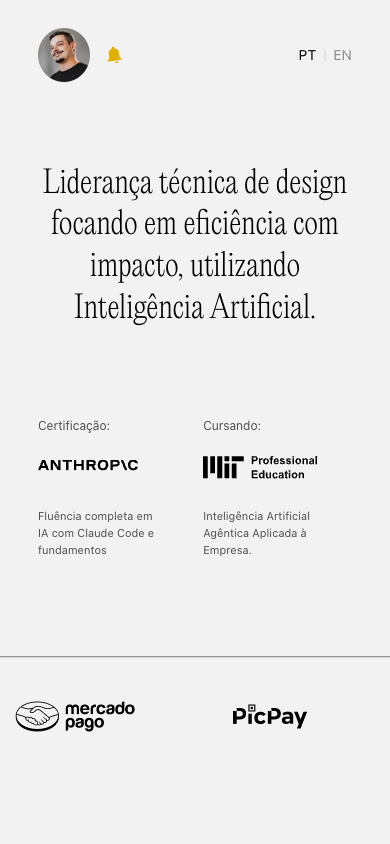 PT | EN
Liderança técnica de design
focando em eficiência com
impacto, utilizando
Inteligência Artificial.
Certificação:
ANTHROP\C
Fluência completa em
IA com Claude Code e
fundamentos
Cursando:
MIT Professional
Education
Inteligência Artificial
Agêntica Aplicada à
Empresa.
mercado
pago
PicPay